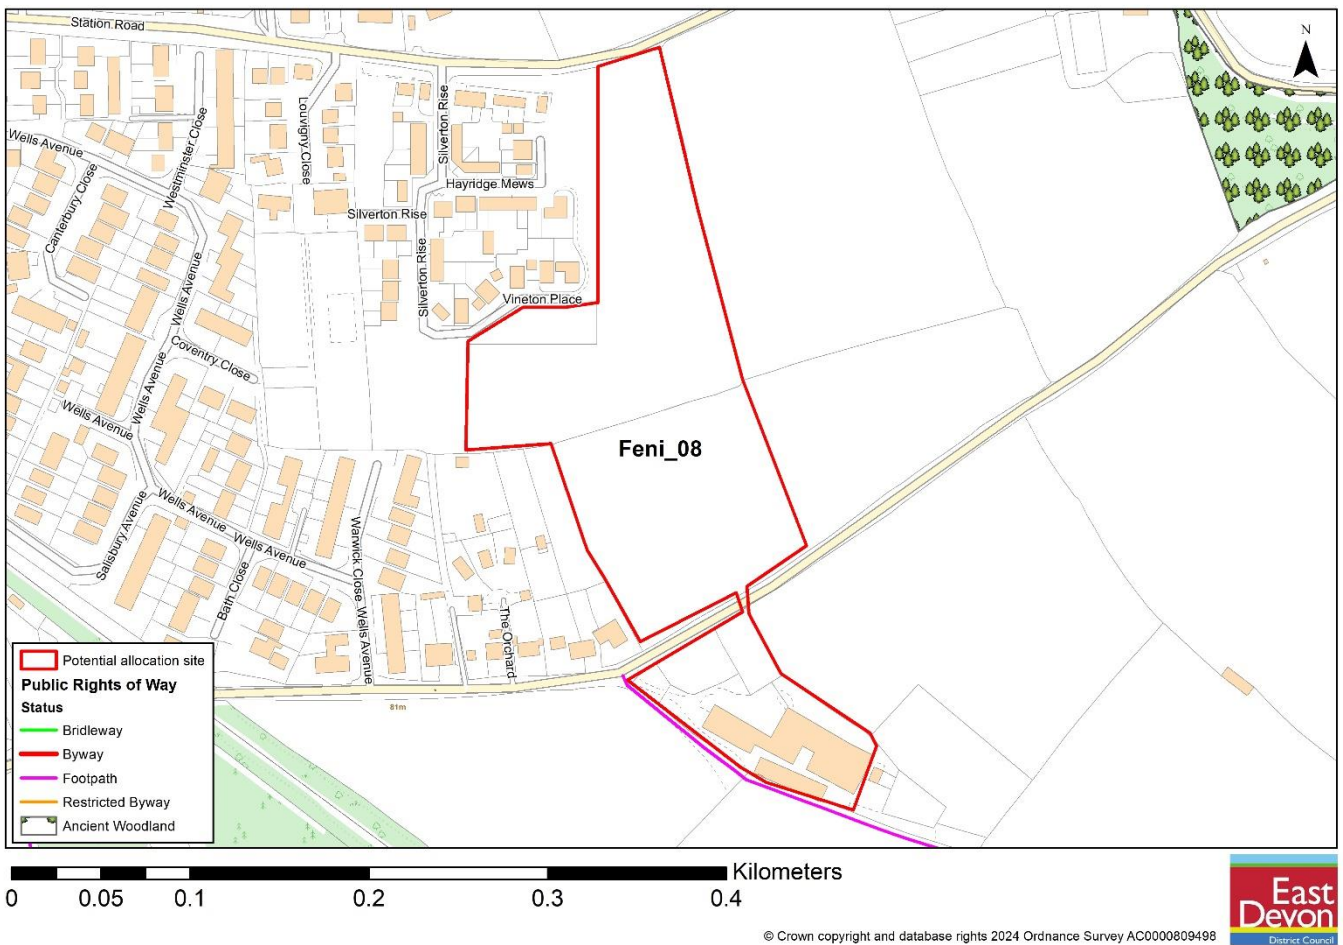 Station Road
N
Wells Avenue
Westminster Close
Louvigny Close
Silverton Rise
Canterbury Close
Hayridge Mews
Silverton Rise
Silverton Rise
Wells Avenue
Vineton Place
Coventry Close
Wells Avenue
Wells Avenue
Feni_08
Salisbury Avenue
Wells Avenue
Wells Avenue
Bath Close
Warwick Close
Wells Avenue
The Orchard
81m
Potential allocation site
Public Rights of Way
Status
Bridleway
Byway
Footpath
Restricted Byway
Ancient Woodland
Kilometers
0 0.05 0.1 0.2 0.3 0.4
East
Devon
District Council
© Crown copyright and database rights 2024 Ordnance Survey AC0000809498